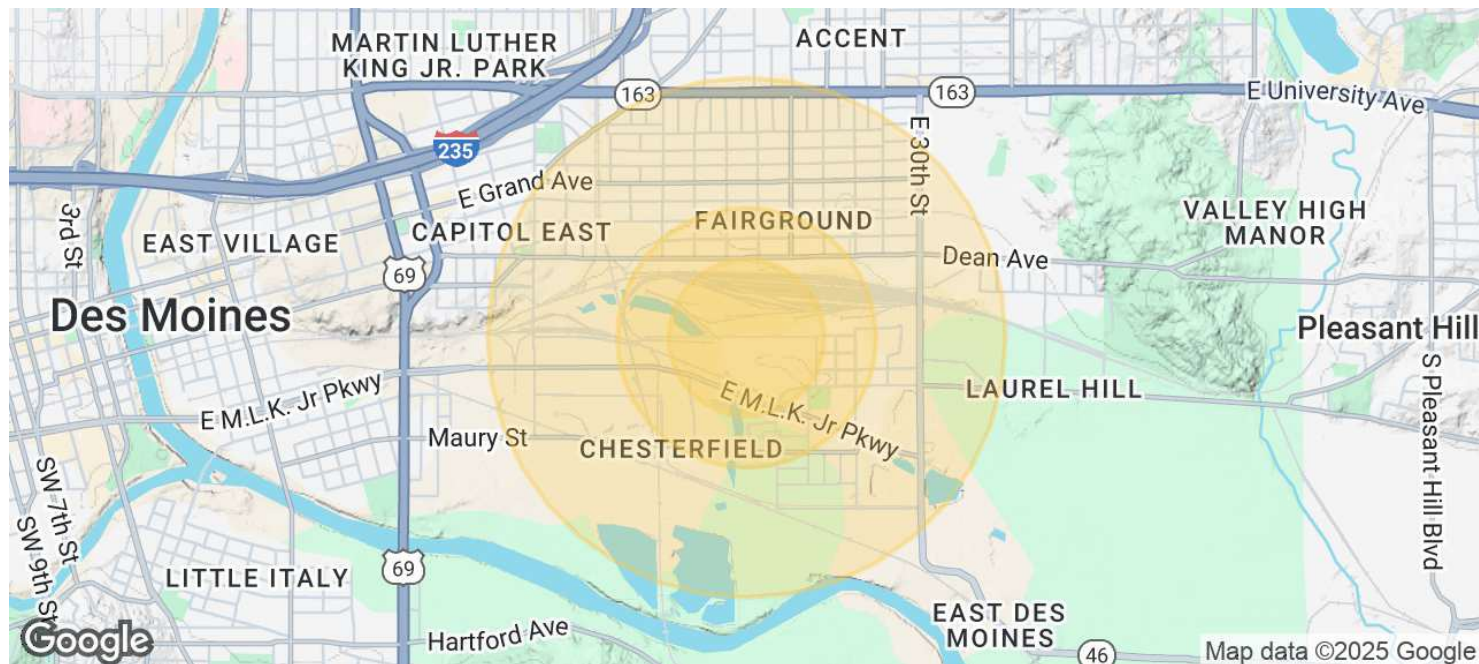 MARTIN LUTHER
KING JR. PARK
ACCENT
163
163
E University Ave
235
E Grand Ave
E 30th St
3rd St
EAST VILLAGE
CAPITOL EAST
FAIRGROUND
VALLEY HIGH
MANOR
Dean Ave
69
Des Moines
Pleasant Hill
E M.L.K. Jr Pkwy
E M.L.K. Jr Pkwy
LAUREL HILL
S Pleasant Hill Blvd
Maury St
CHESTERFIELD
SW 7th St
SW 9th St
LITTLE ITALY
69
Hartford Ave
EAST DES
MOINES
46
Google
Map data ©2025 Google